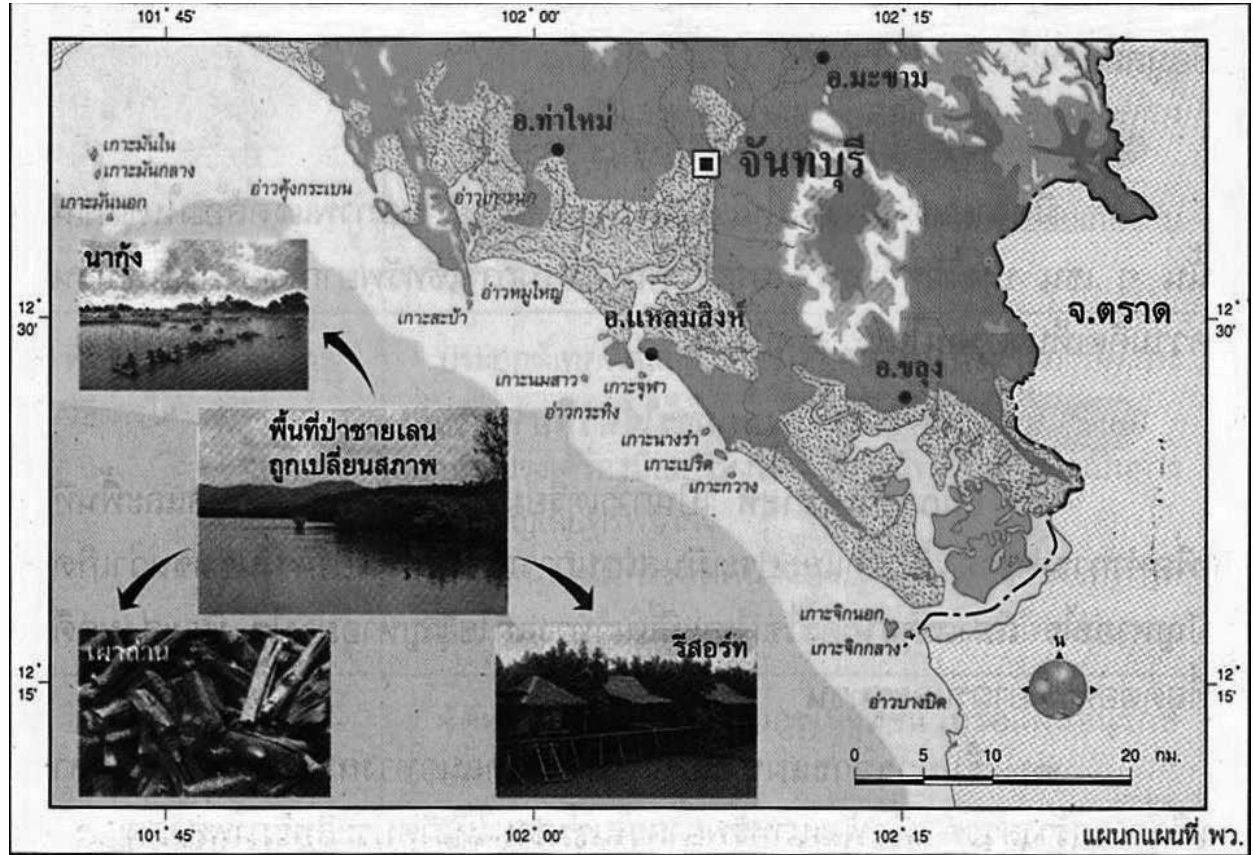 101° 45'
102° 00'
102° 15'
อ.มะขาม
อ.ท่าใหม่
จันทบุรี
เกาะมันใน
เกาะมันกลาง
เกาะมันนอก
อ่าวคุ้งกระเบน
นากุ้ง
อ่าวหมูใหญ่
เกาะสะบ้า
จ.ตราด
12° 30'
12° 30'
อ.แหลมสิงห์
อ.ขลุง
เกาะนมสาว
เกาะจุฬา
อ่าวกระทิง
พื้นที่ป่าชายเลน
ถูกเปลี่ยนสภาพ
เกาะนางรำ
เกาะเปริด
เกาะกวาง
เกาะจิกนอก
เกาะจิกกลาง
เผาถ่าน
รีสอร์ท
น
12° 15'
12° 15'
อ่าวบางปิด
0 5 10 20 กม.
101° 45'
102° 00'
102° 15'
แผนกแผนที่ พว.